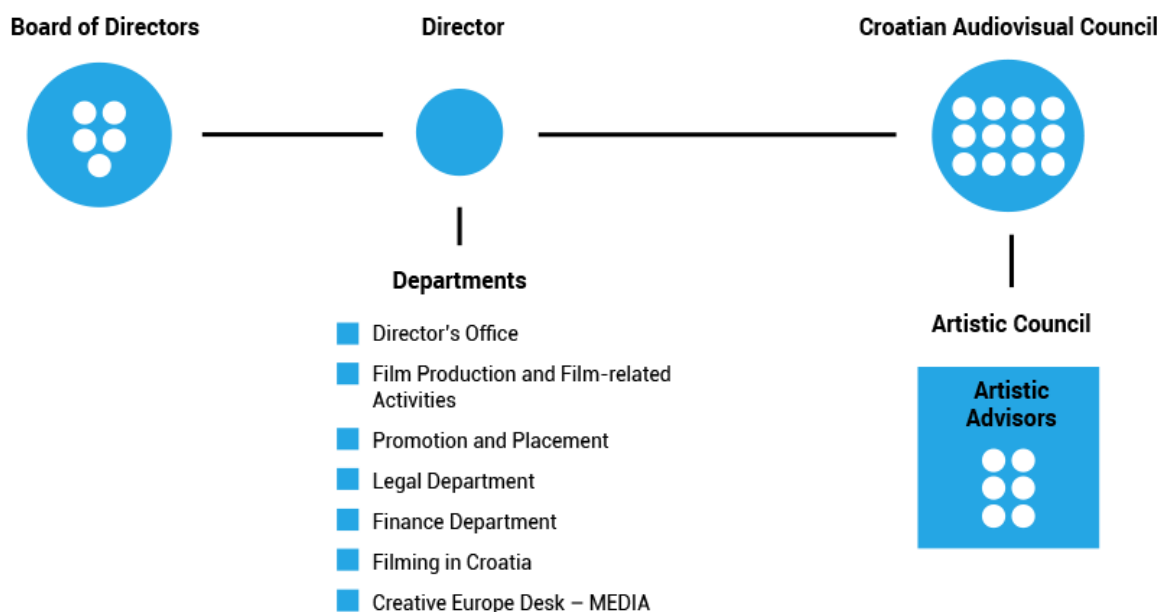 Board of Directors
Director
Croatian Audiovisual Council
Departments
Director’s Office
Film Production and Film-related
Activities
Promotion and Placement
Legal Department
Finance Department
Filming in Croatia
Creative Europe Desk – MEDIA
Artistic Council
Artistic
Advisors